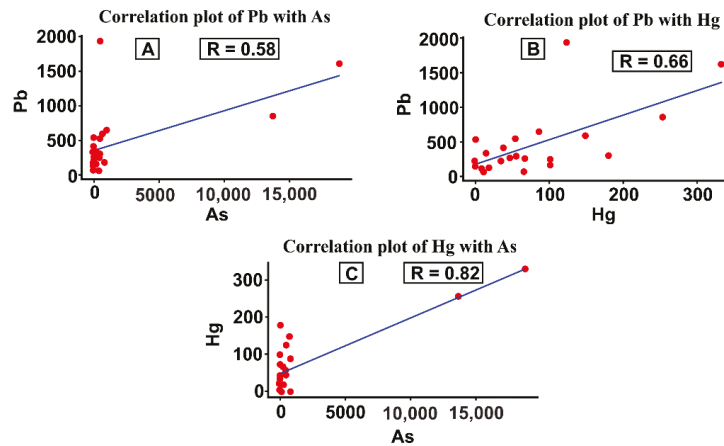 Correlation plot of Pb with As
A
R = 0.58
Pb
2000
1500
1000
500
0
0 5000 10,000 15,000
As
Correlation plot of Pb with Hg
B
R = 0.66
Pb
2000
1500
1000
500
0
0 100 200 300
Hg
Correlation plot of Hg with As
C
R = 0.82
Hg
300
200
100
0
0 5000 10,000 15,000
As